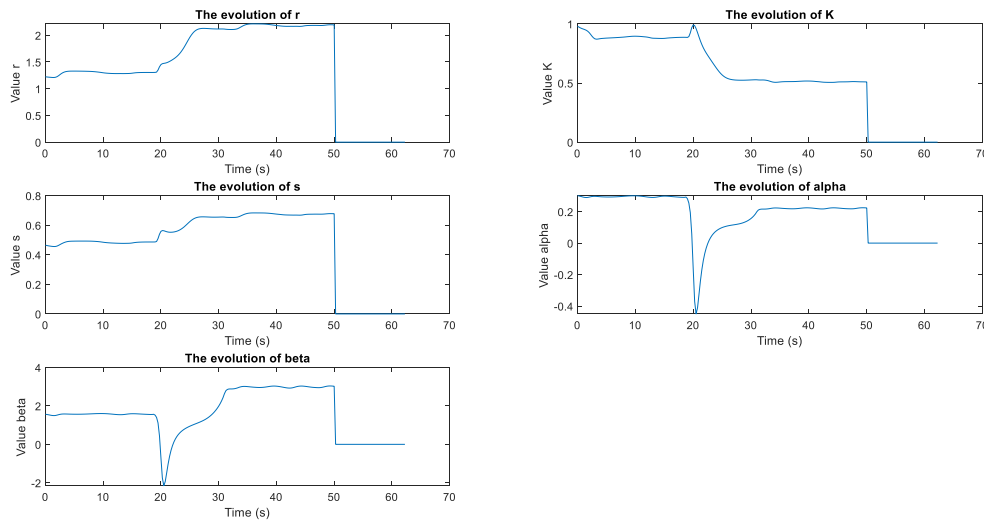 The evolution of r
2
1.5
1
0.5
0
Value r
0 10 20 30 40 50 60 70
Time (s)
The evolution of K
1
0.5
0
Value K
0 10 20 30 40 50 60 70
Time (s)
The evolution of s
0.8
0.6
0.4
0.2
0
Value s
0 10 20 30 40 50 60 70
Time (s)
The evolution of alpha
0.2
0
-0.2
-0.4
Value alpha
0 10 20 30 40 50 60 70
Time (s)
The evolution of beta
4
2
0
-2
Value beta
0 10 20 30 40 50 60 70
Time (s)